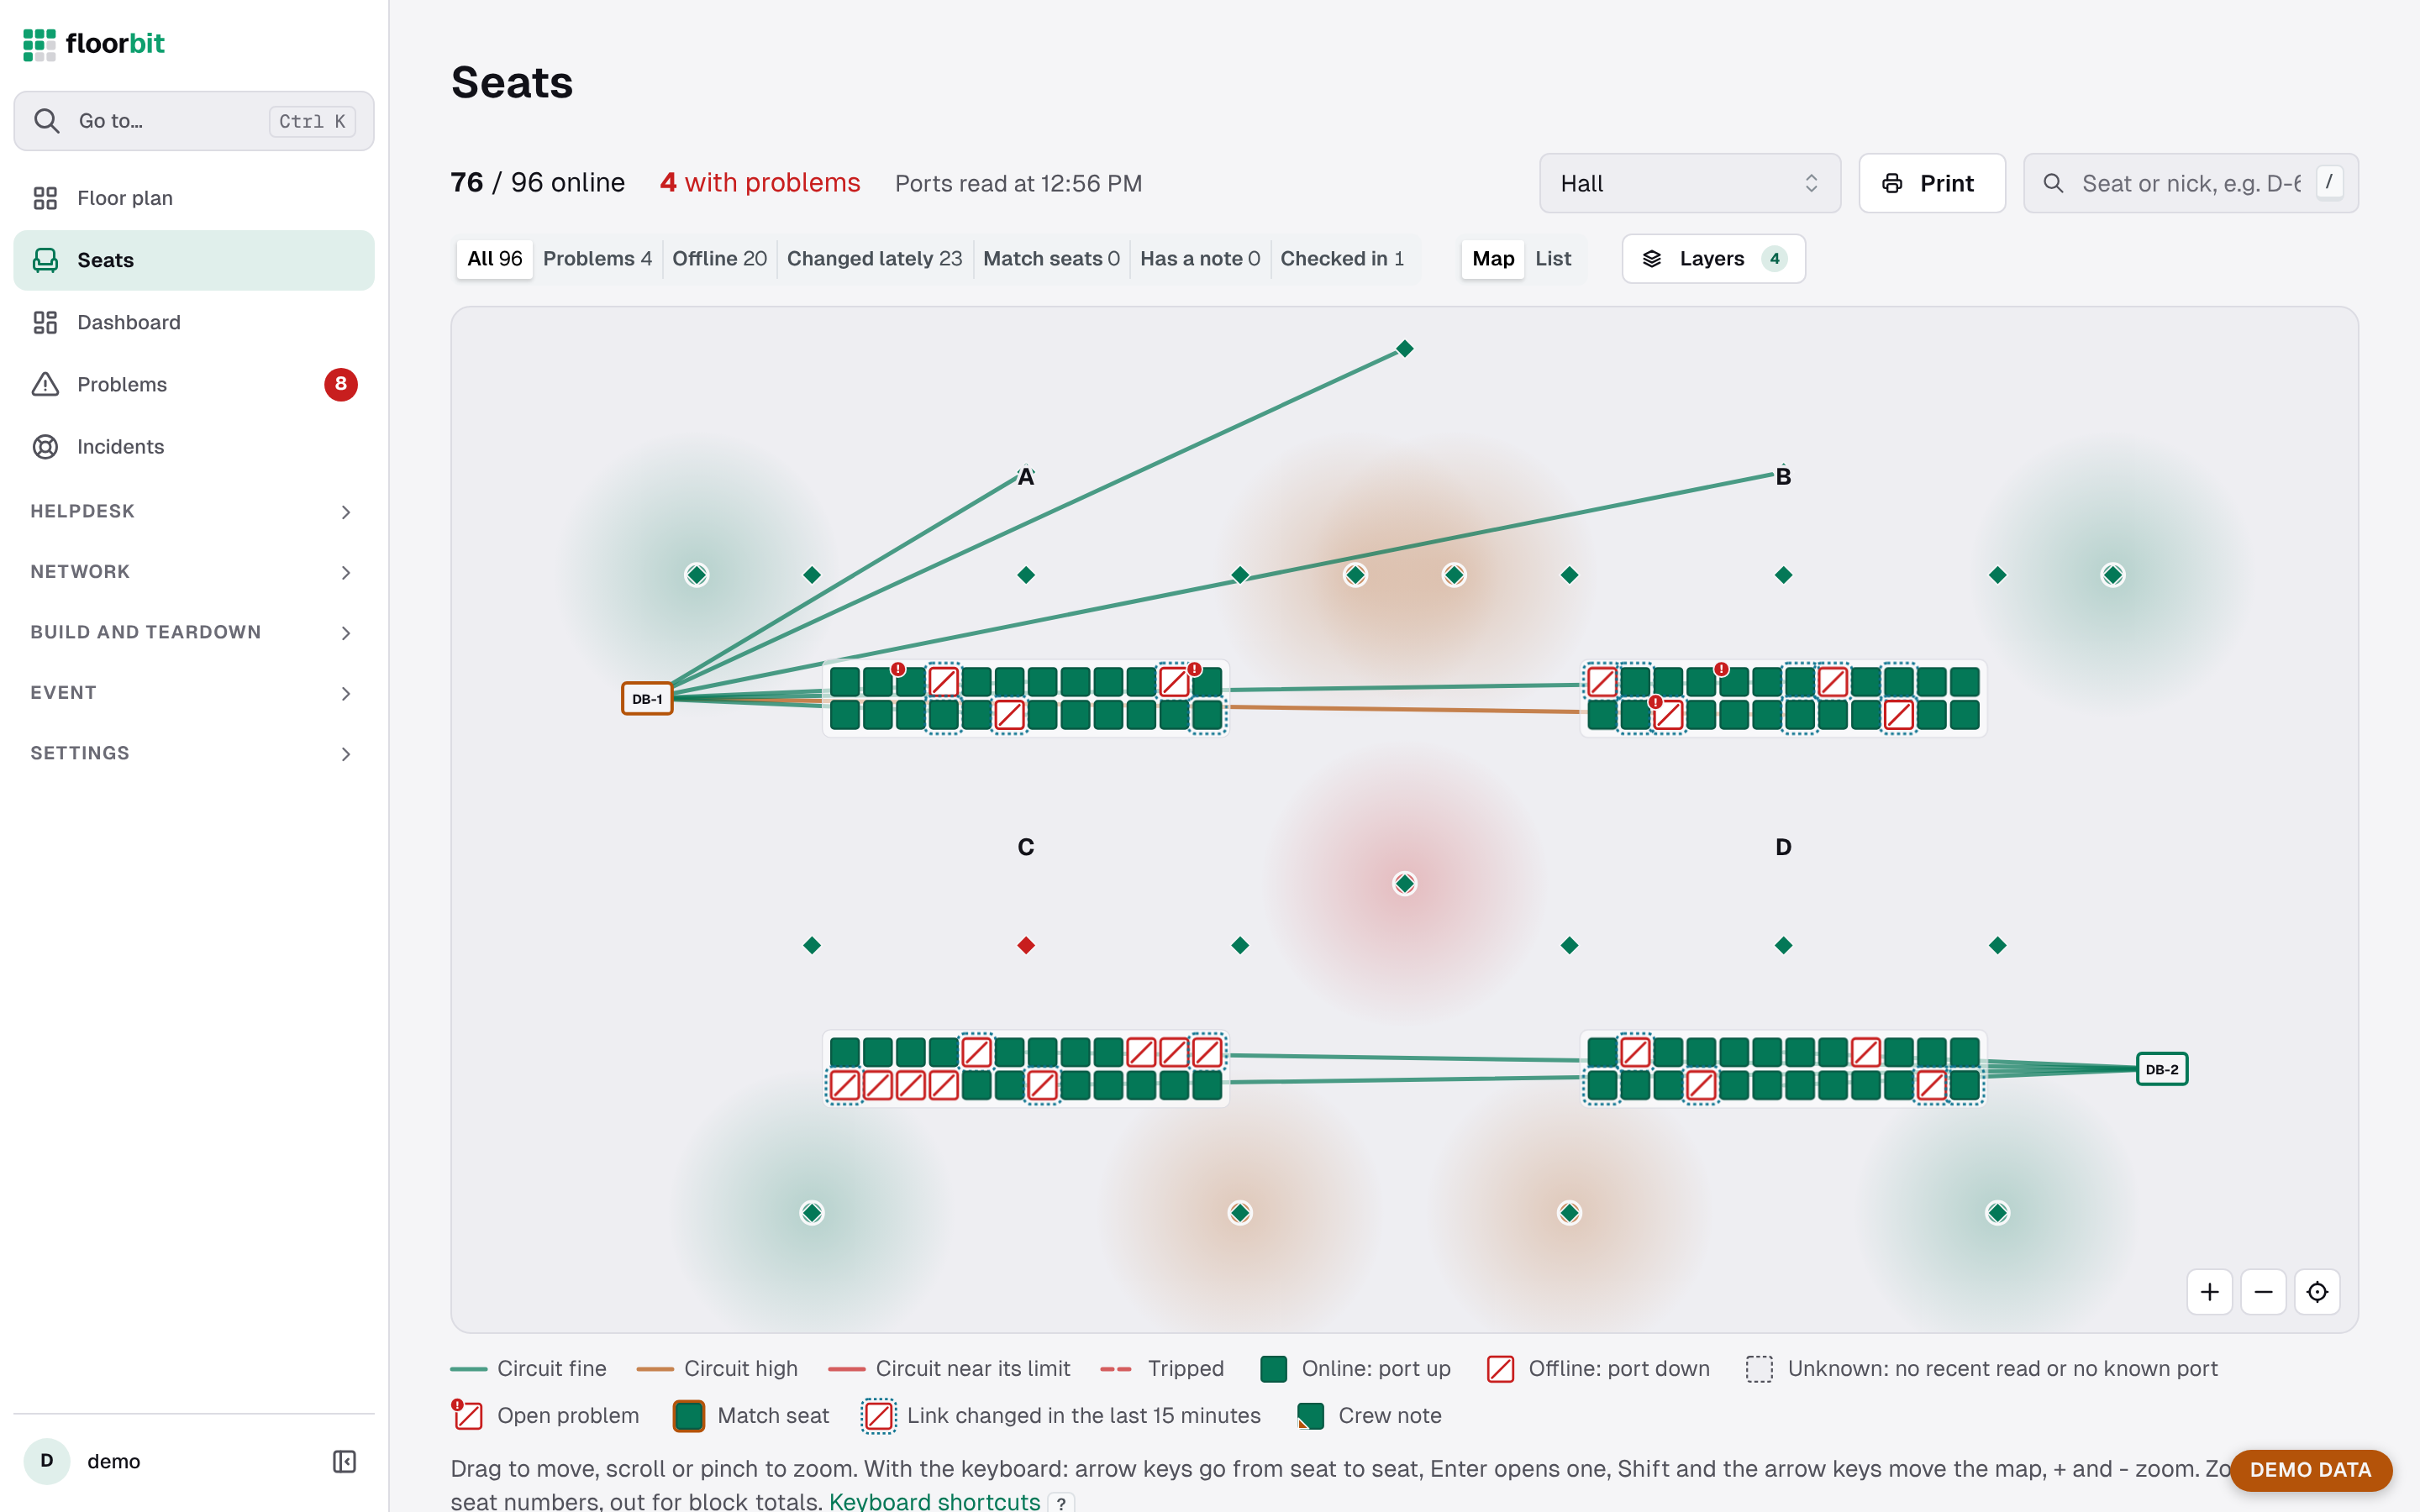 floorbit
Go to...
Ctrl K
Floor plan
Seats
Dashboard
Problems
8
Incidents
HELPDESK
NETWORK
BUILD AND TEARDOWN
EVENT
SETTINGS
D
demo
Seats
76 / 96 online
4 with problems
Ports read at 12:56 PM
Hall
Print
Seat or nick, e.g. D-6
/
All 96
Problems 4
Offline 20
Changed lately 23
Match seats 0
Has a note 0
Checked in 1
Map
List
Layers
4
A
B
DB-1
C
D
DB-2
Circuit fine
Circuit high
Circuit near its limit
Tripped
Online: port up
Offline: port down
Unknown: no recent read or no known port
Open problem
Match seat
Link changed in the last 15 minutes
Crew note
Drag to move, scroll or pinch to zoom. With the keyboard: arrow keys go from seat to seat, Enter opens one, Shift and the arrow keys move the map, + and - zoom.
seat numbers, out for block totals. Keyboard shortcuts ?
DEMO DATA